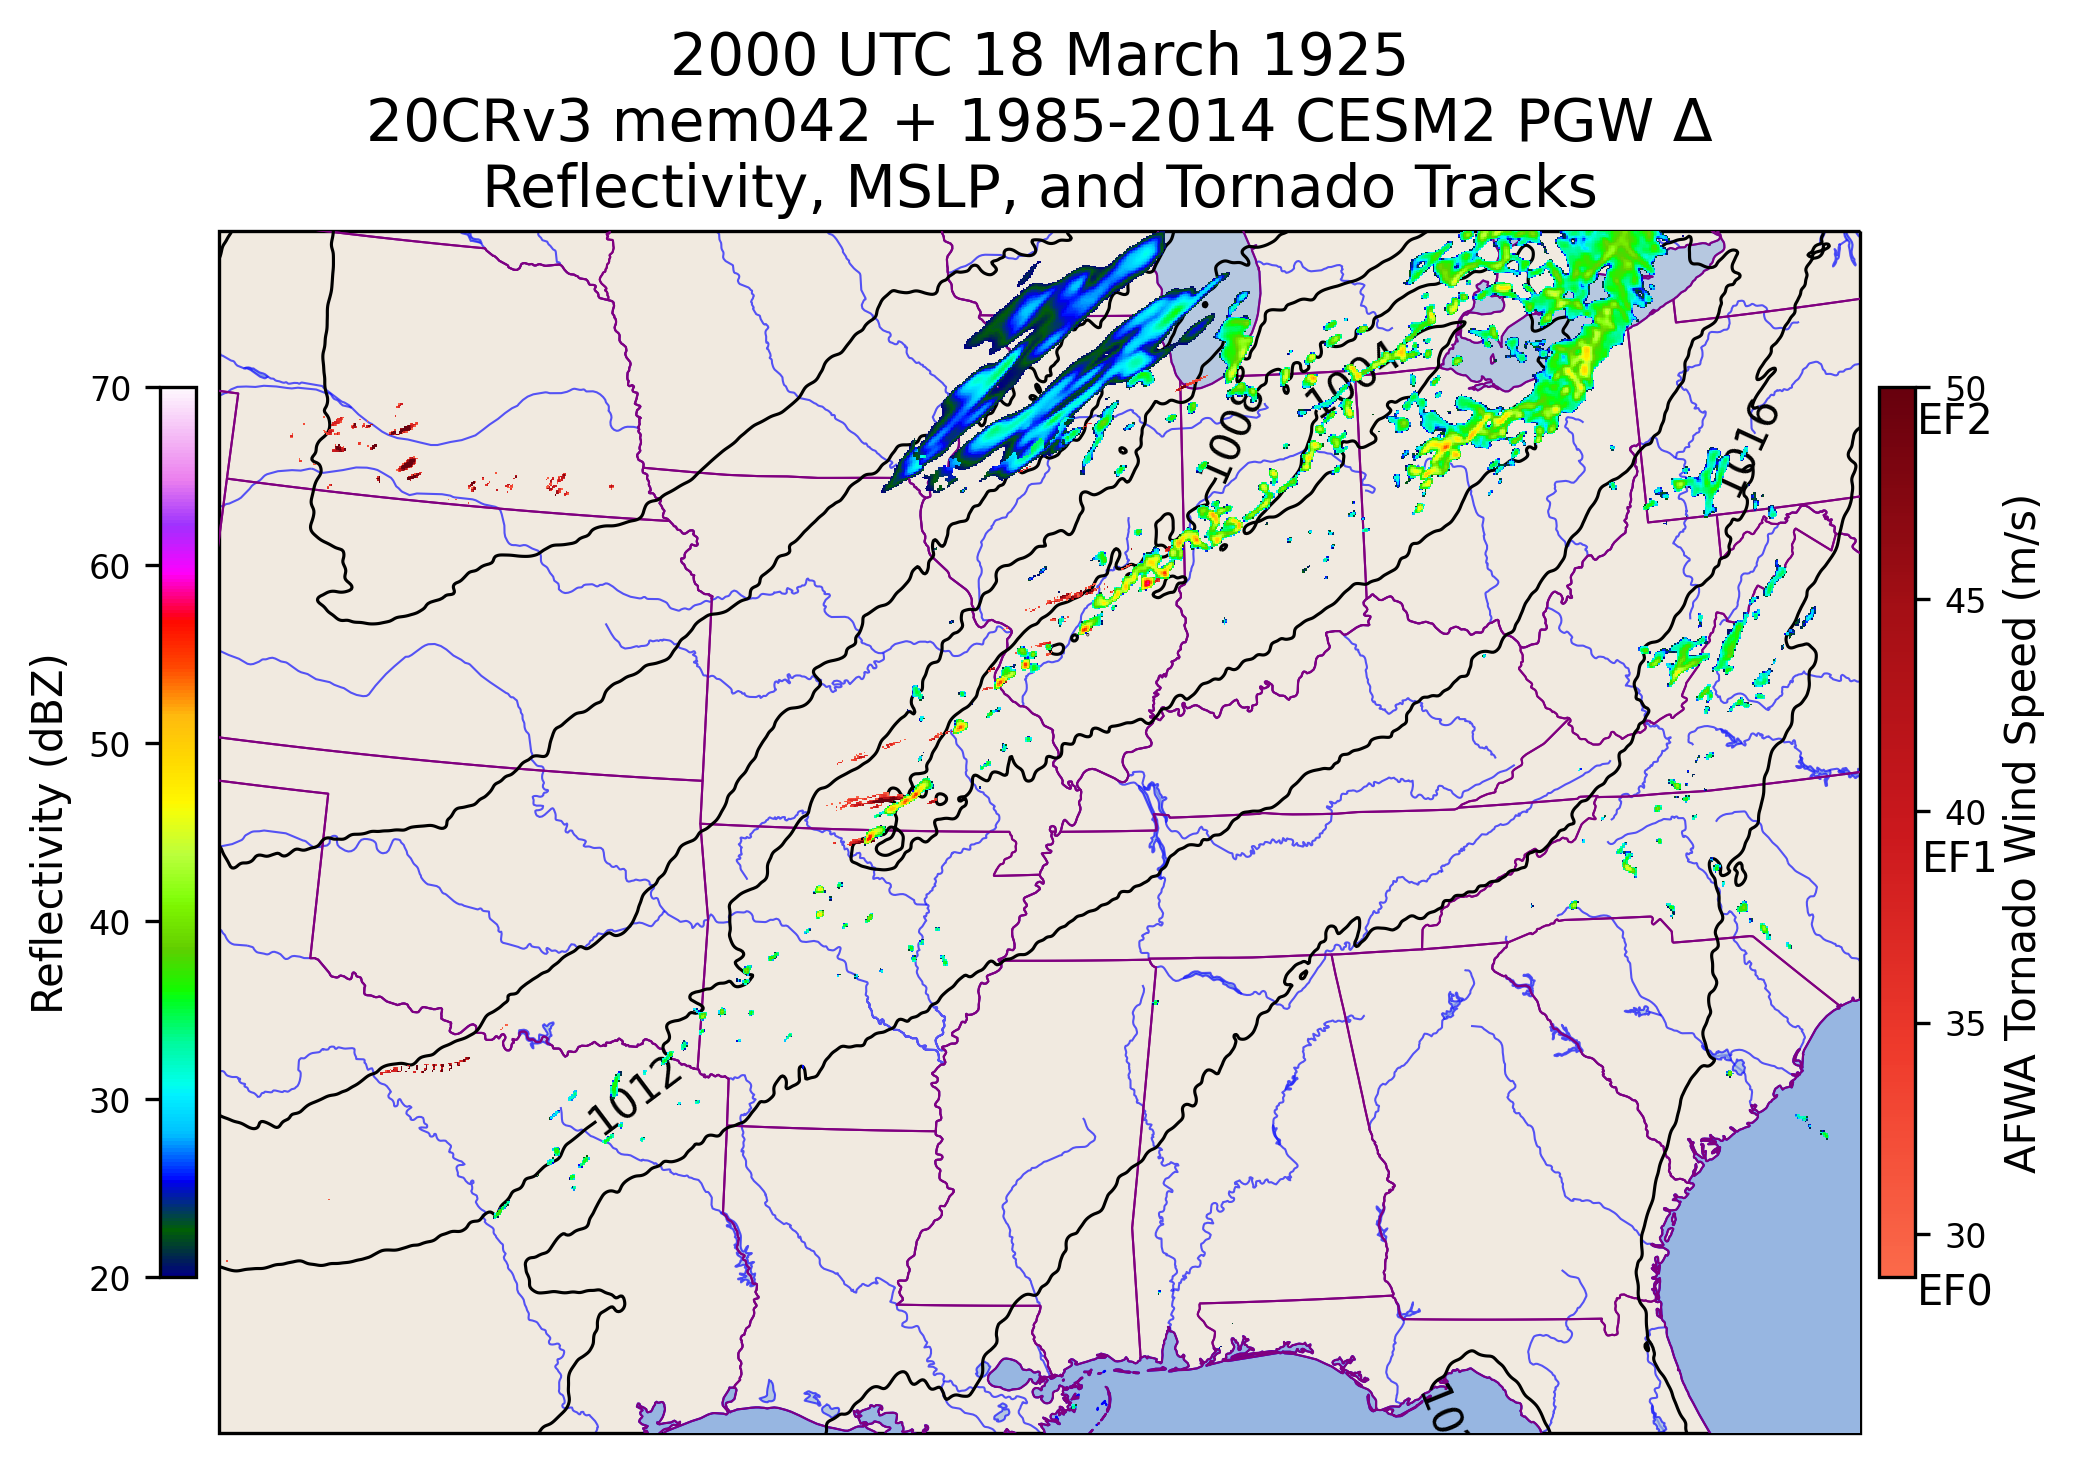 2000 UTC 18 March 1925
20CRv3 mem042 + 1985-2014 CESM2 PGW Δ
Reflectivity, MSLP, and Tornado Tracks
Reflectivity (dBZ)
70
60
50
40
30
20
1004
1008
1016
1012
50
EF2
45
40
EF1
35
30
EF0
AFWA Tornado Wind Speed (m/s)